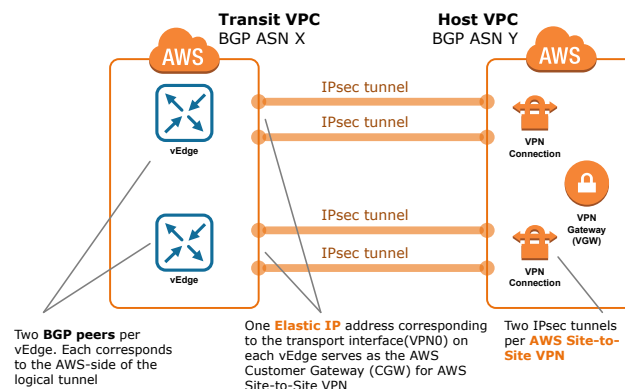 Transit VPC
BGP ASN X
Host VPC
BGP ASN Y
AWS
AWS
IPsec tunnel
IPsec tunnel
vEdge
VPN
Connection
VPN
Gateway
(VGW)
IPsec tunnel
IPsec tunnel
vEdge
VPN
Connection
Two BGP peers per
vEdge. Each corresponds
to the AWS-side of the
logical tunnel
One Elastic IP address corresponding
to the transport interface(VPN0) on
each vEdge serves as the AWS
Customer Gateway (CGW) for AWS
Site-to-Site VPN
Two IPsec tunnels
per AWS Site-to-
Site VPN